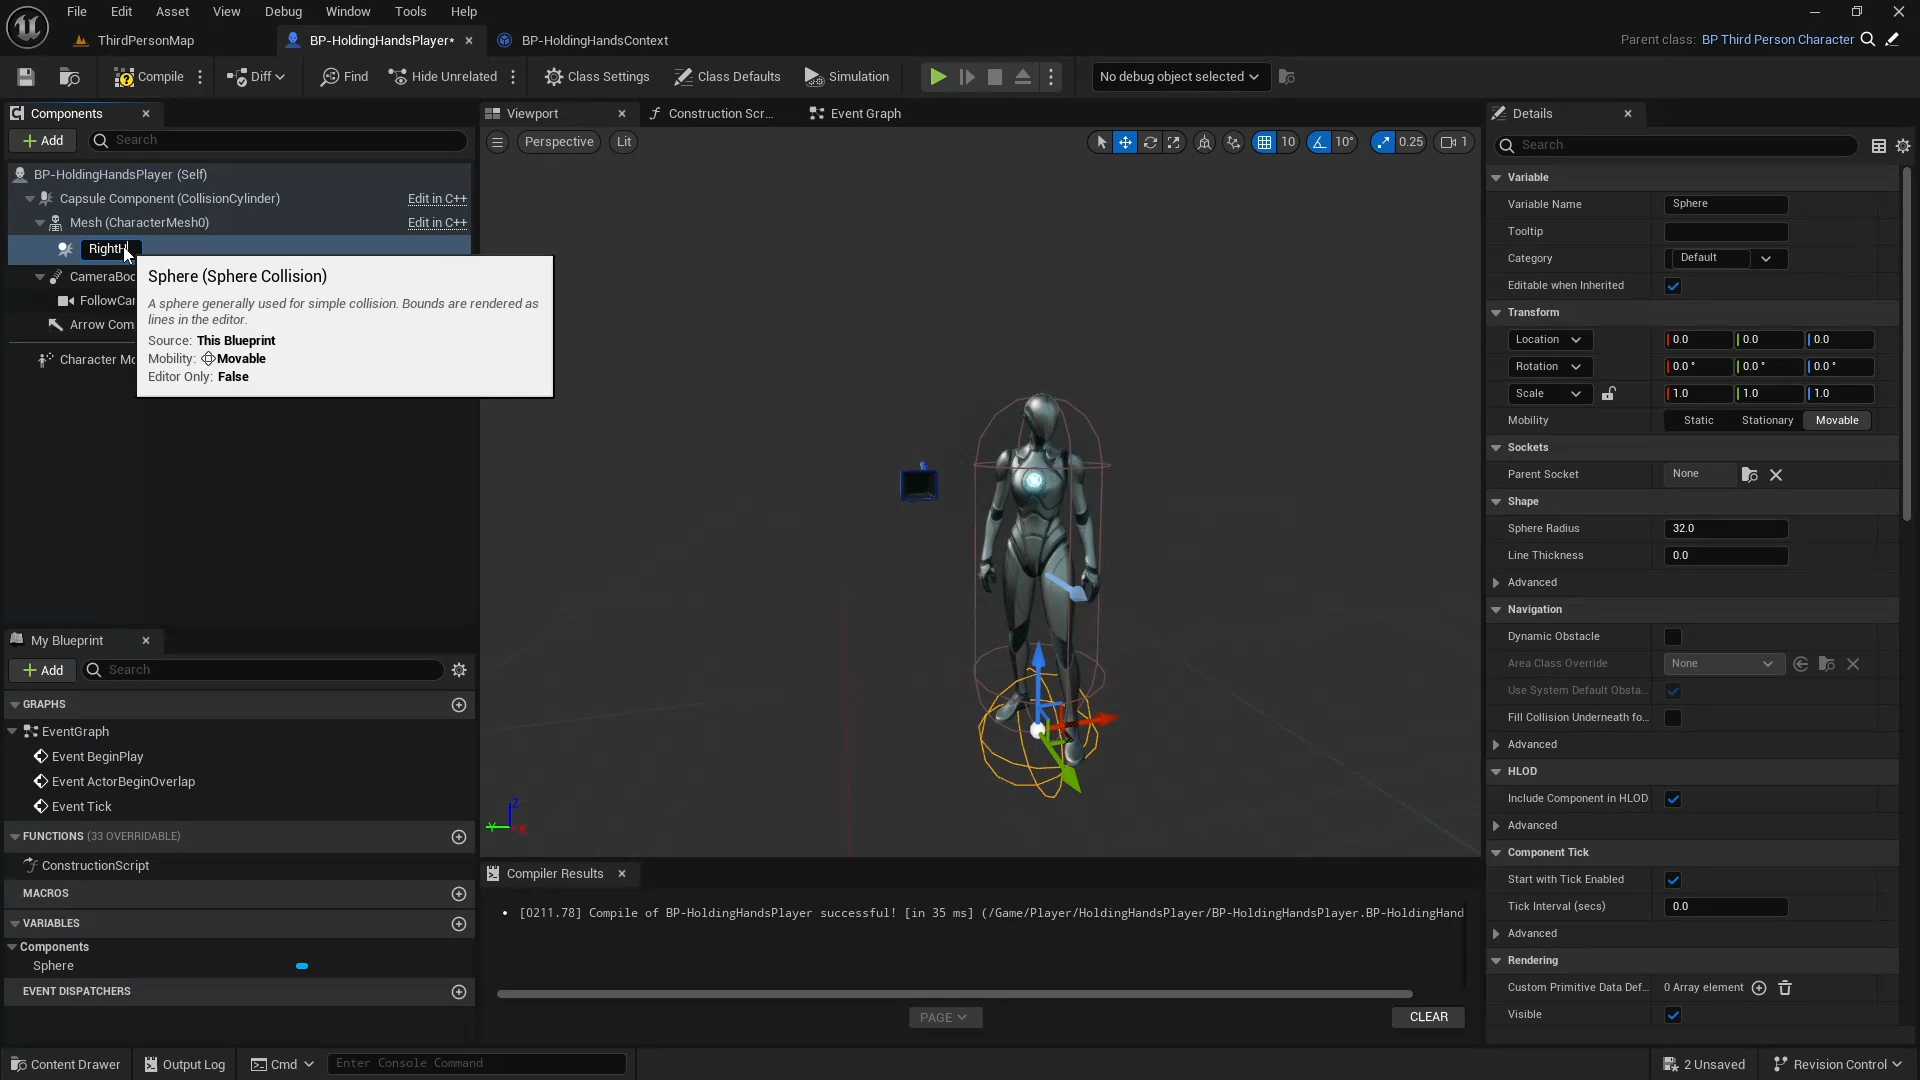 File Edit Asset View Debug Window Tools Help
ThirdPersonMap
BP-HoldingHandsPlayer*
BP-HoldingHandsContext
Parent class: BP Third Person Character
Compile
Diff
Find
Hide Unrelated
Class Settings
Class Defaults
Simulation
No debug object selected
Components
Add
Search
BP-HoldingHandsPlayer (Self)
Capsule Component (CollisionCylinder) Edit in C++
Mesh (CharacterMesh0) Edit in C++
RightH
CameraBoo
FollowCar
Arrow Com
Character Mo
Sphere (Sphere Collision)
A sphere generally used for simple collision. Bounds are rendered as
lines in the editor.
Source: This Blueprint
Mobility: Movable
Editor Only: False
My Blueprint
Add
Search
GRAPHS
EventGraph
Event BeginPlay
Event ActorBeginOverlap
Event Tick
FUNCTIONS (33 OVERRIDABLE)
ConstructionScript
MACROS
VARIABLES
Components
Sphere
EVENT DISPATCHERS
Viewport
Construction Scr...
Event Graph
Perspective
Lit
10
10°
0.25
1
Z
Y
X
Compiler Results
• [0211.78] Compile of BP-HoldingHandsPlayer successful! [in 35 ms] (/Game/Player/HoldingHandsPlayer/BP-HoldingHandsPlayer.BP-HoldingHand
PAGE
CLEAR
Details
Search
Variable
Variable Name Sphere
Tooltip
Category Default
Editable when Inherited
Transform
Location 0.0 0.0 0.0
Rotation 0.0 ° 0.0 ° 0.0 °
Scale 1.0 1.0 1.0
Mobility Static Stationary Movable
Sockets
Parent Socket None
Shape
Sphere Radius 32.0
Line Thickness 0.0
Advanced
Navigation
Dynamic Obstacle
Area Class Override None
Use System Default Obsta...
Fill Collision Underneath fo...
Advanced
HLOD
Include Component in HLOD
Advanced
Component Tick
Start with Tick Enabled
Tick Interval (secs) 0.0
Advanced
Rendering
Custom Primitive Data Def... 0 Array element
Visible
Content Drawer
Output Log
Cmd
Enter Console Command
2 Unsaved
Revision Control